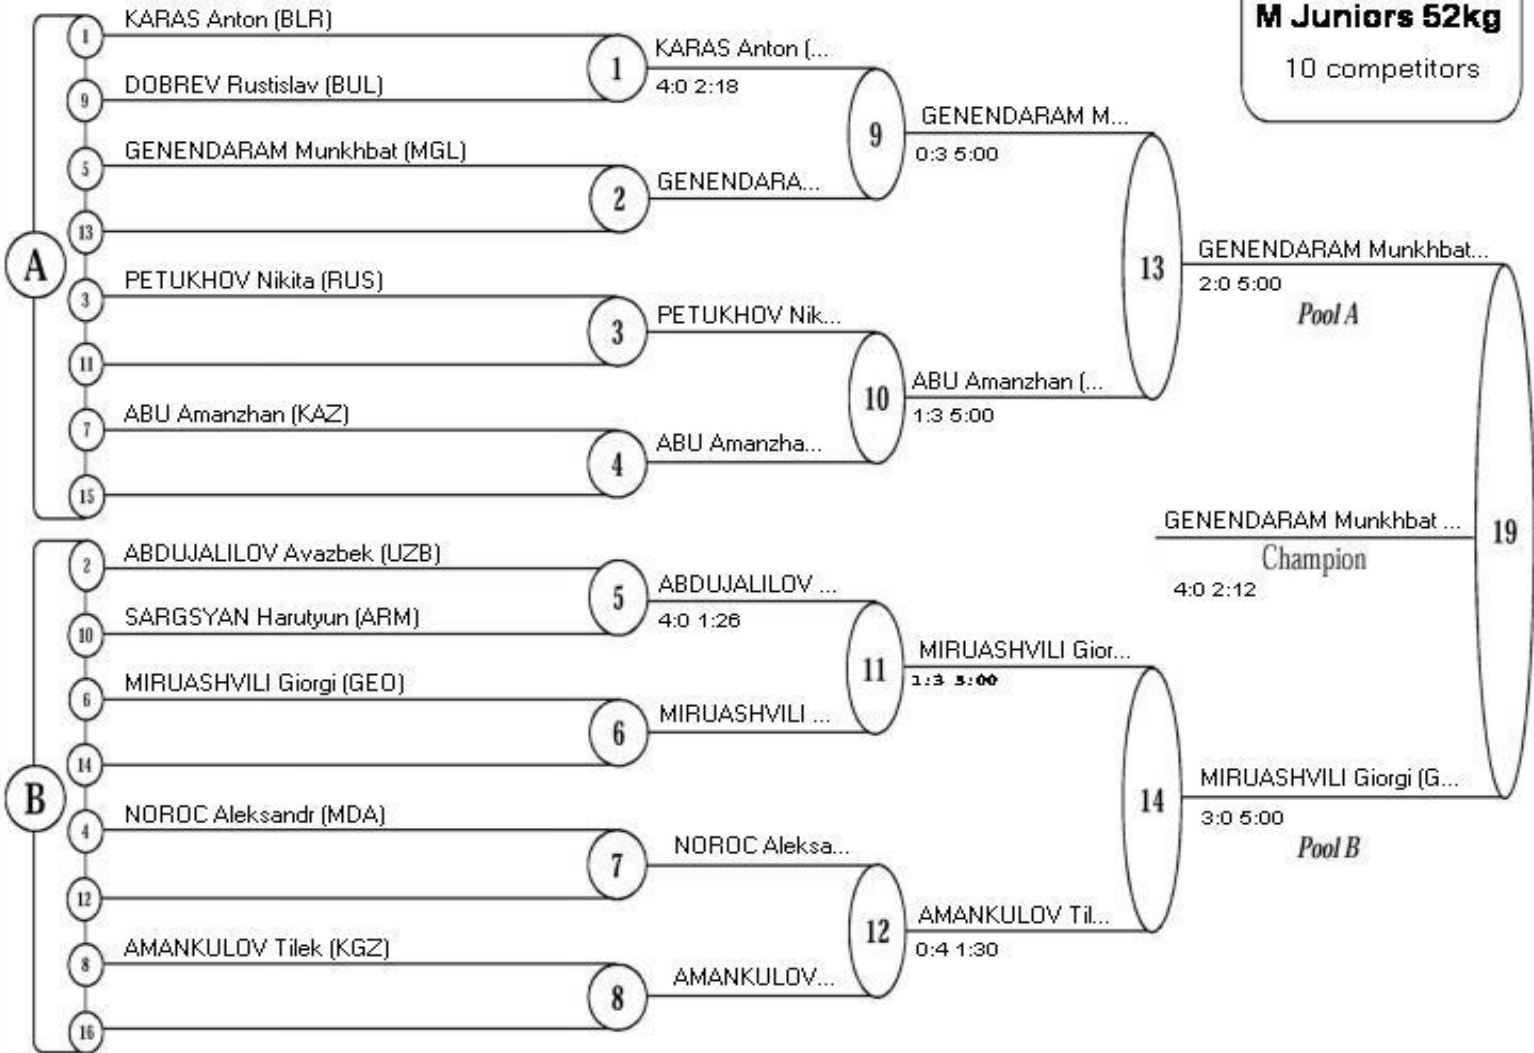 M Juniors 52kg
10 competitors
A
1
KARAS Anton (BLR)
9
DOBREV Rustislav (BUL)
5
GENENDARAM Munkhbat (MGL)
13
3
PETUKHOV Nikita (RUS)
11
7
ABU Amanzhan (KAZ)
15
B
2
ABDUJALILOV Avazbek (UZB)
10
SARGSYAN Harutyun (ARM)
6
MIRUASHVILI Giorgi (GEO)
14
4
NOROC Aleksandr (MDA)
12
8
AMANKULOV Tilek (KGZ)
16
1
KARAS Anton (...
4:0 2:18
2
GENENDARA...
3
PETUKHOV Nik...
4
ABU Amanzha...
5
ABDUJALILOV ...
4:0 1:26
6
MIRUASHVILI ...
7
NOROC Aleksa...
8
AMANKULOV...
9
GENENDARAM M...
0:3 5:00
10
ABU Amanzhan (...
1:3 5:00
11
MIRUASHVILI Gior...
1:3 5:00
12
AMANKULOV Til...
0:4 1:30
13
GENENDARAM Munkhbat...
2:0 5:00
Pool A
14
MIRUASHVILI Giorgi (G...
3:0 5:00
Pool B
19
GENENDARAM Munkhbat ...
Champion
4:0 2:12